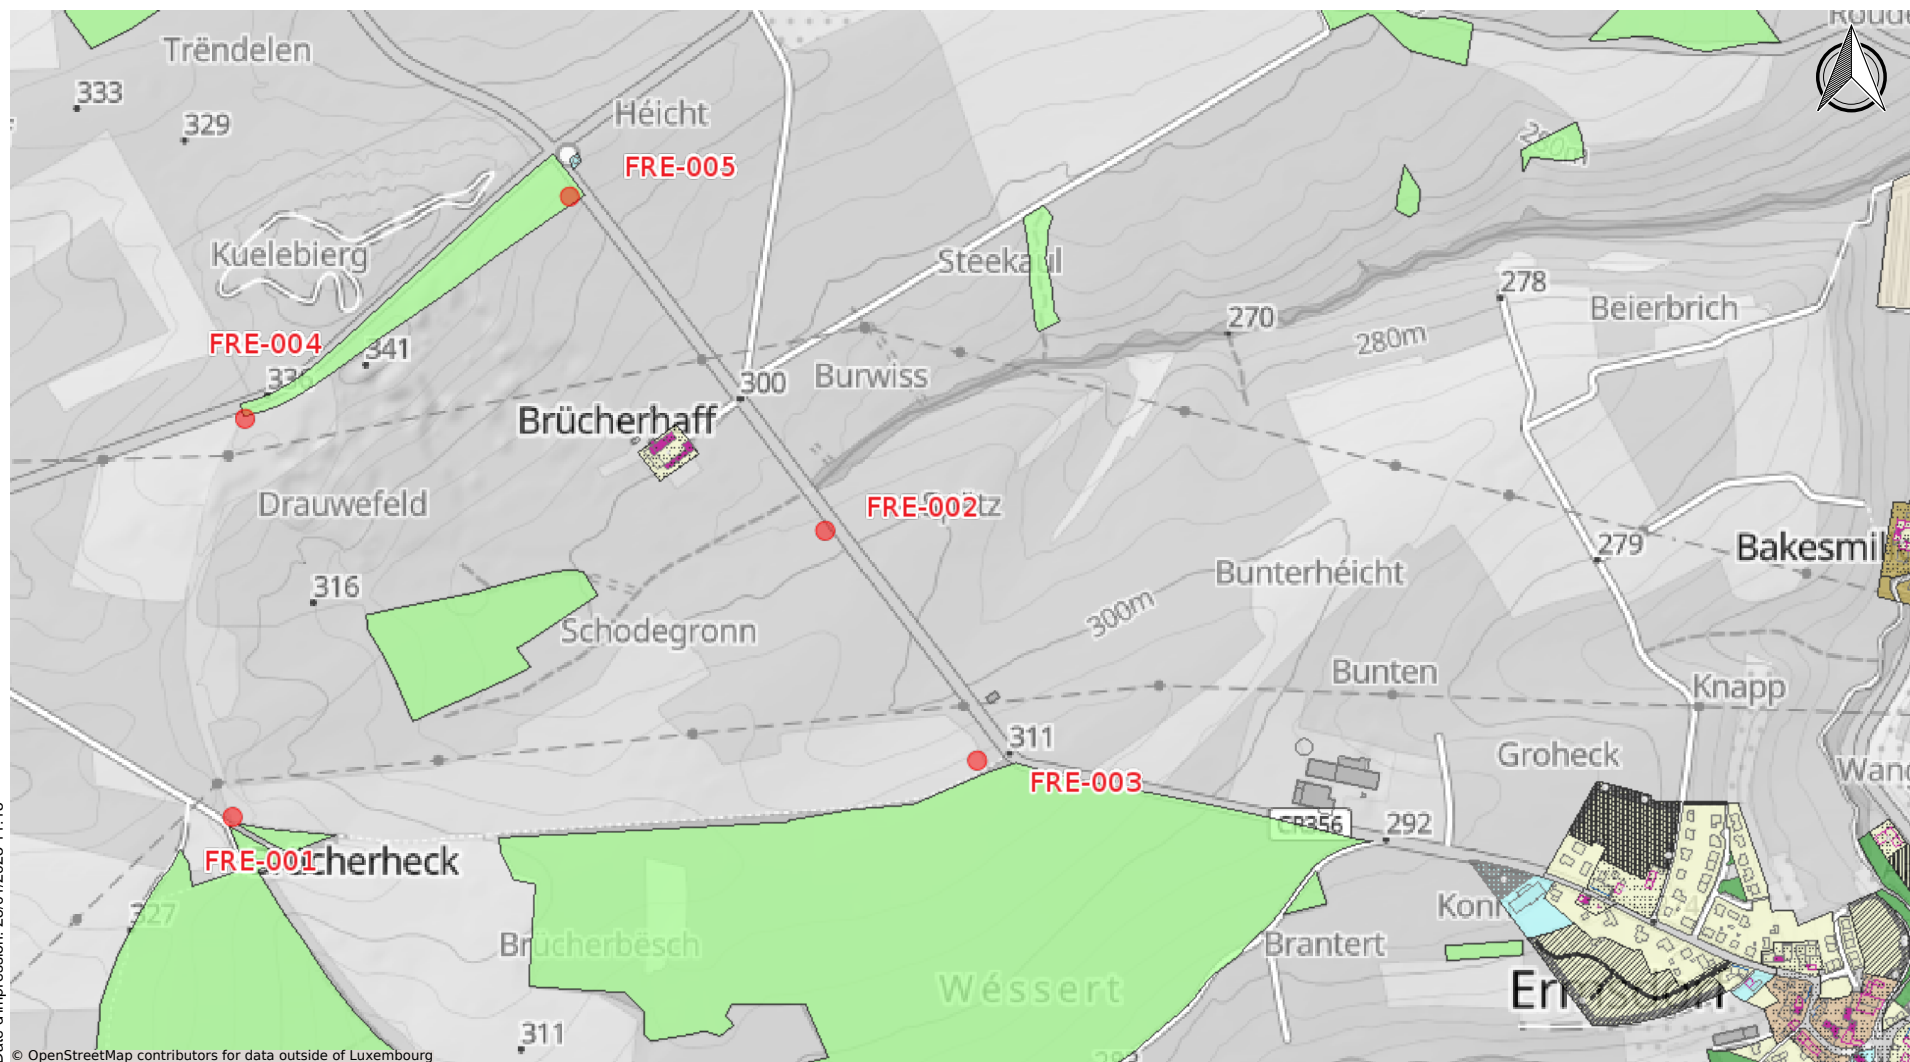 Trëndelen
333
329
Héicht
FRE-005
Kuelebierg
Steekaul
278
Beierbrich
270
280m
FRE-004
341
300
Burwiss
Brücherhaff
Drauwefeld
FRE-002
279
Bakesmil
316
Bunterhéicht
300m
Schodegronn
Bunten
Knapp
311
Groheck
FRE-003
CR356
292
FRE-001
327
Brücherbësch
Brantert
Wéssert
311
© OpenStreetMap contributors for data outside of Luxembourg